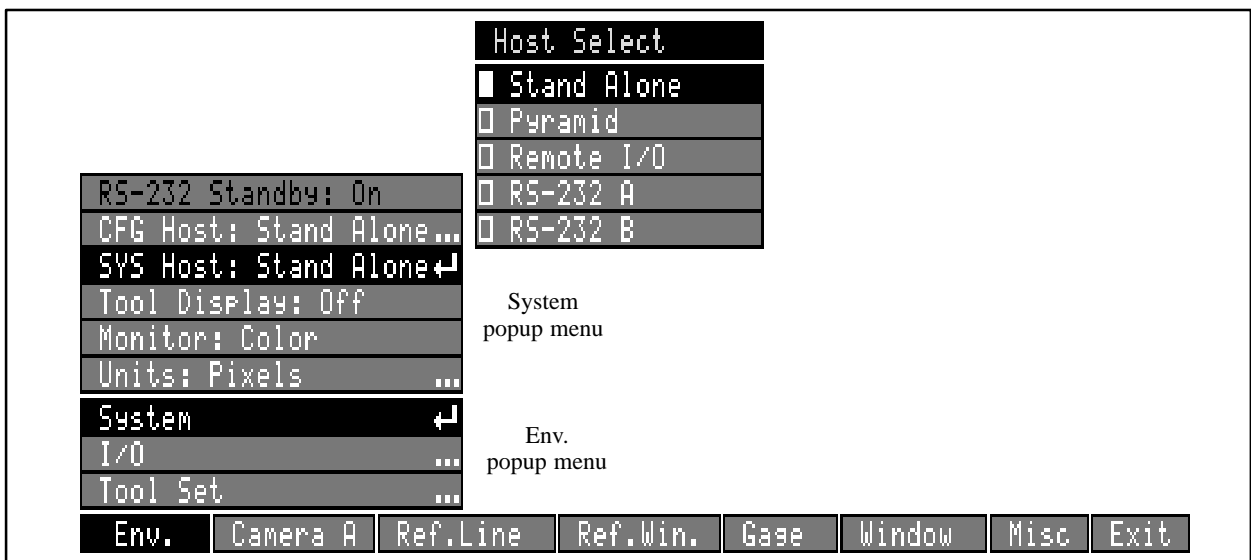 Host Select
Stand Alone
Pyramid
Remote I/O
RS-232 A
RS-232 B
RS-232 Standby: On
CFG Host: Stand Alone...
SYS Host: Stand Alone↵
Tool Display: Off
Monitor: Color
Units: Pixels ...
System
popup menu
System ↵
I/O ...
Tool Set ...
Env.
popup menu
Env. Camera A Ref.Line Ref.Win. Gage Window Misc Exit